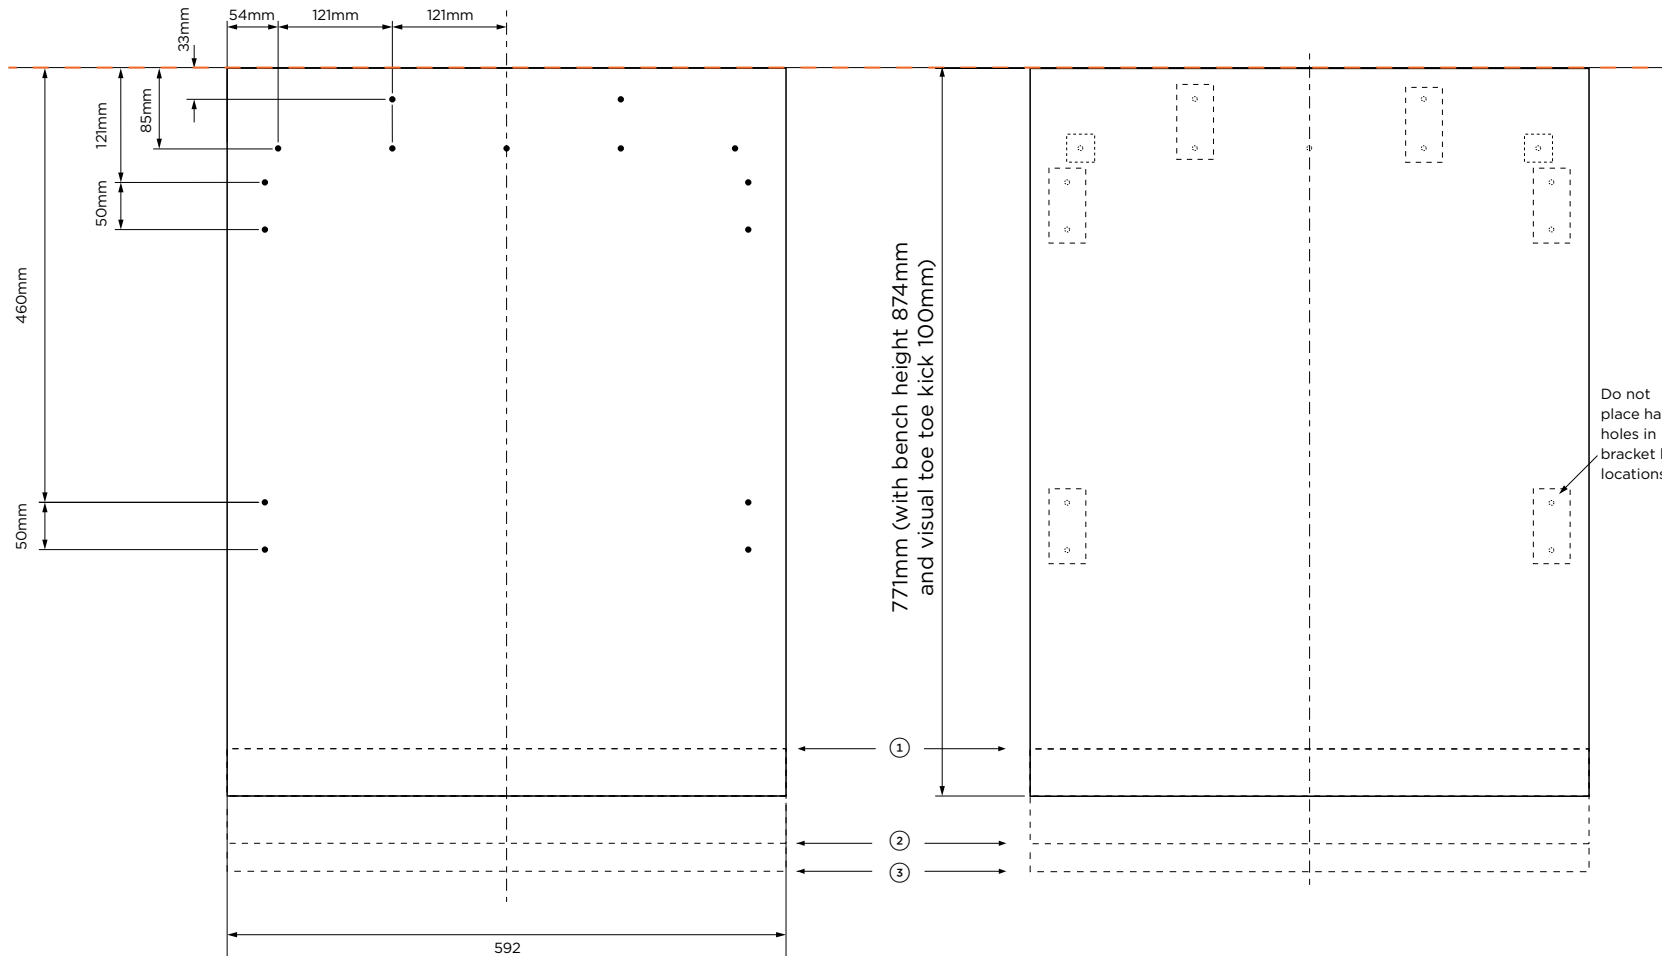 54mm 121mm 121mm
33mm
85mm
121mm
50mm
460mm
50mm
771mm (with bench height 874mm
and visual toe toe kick 100mm)
Do not
place
holes in
bracket
locations
1
2
3
592